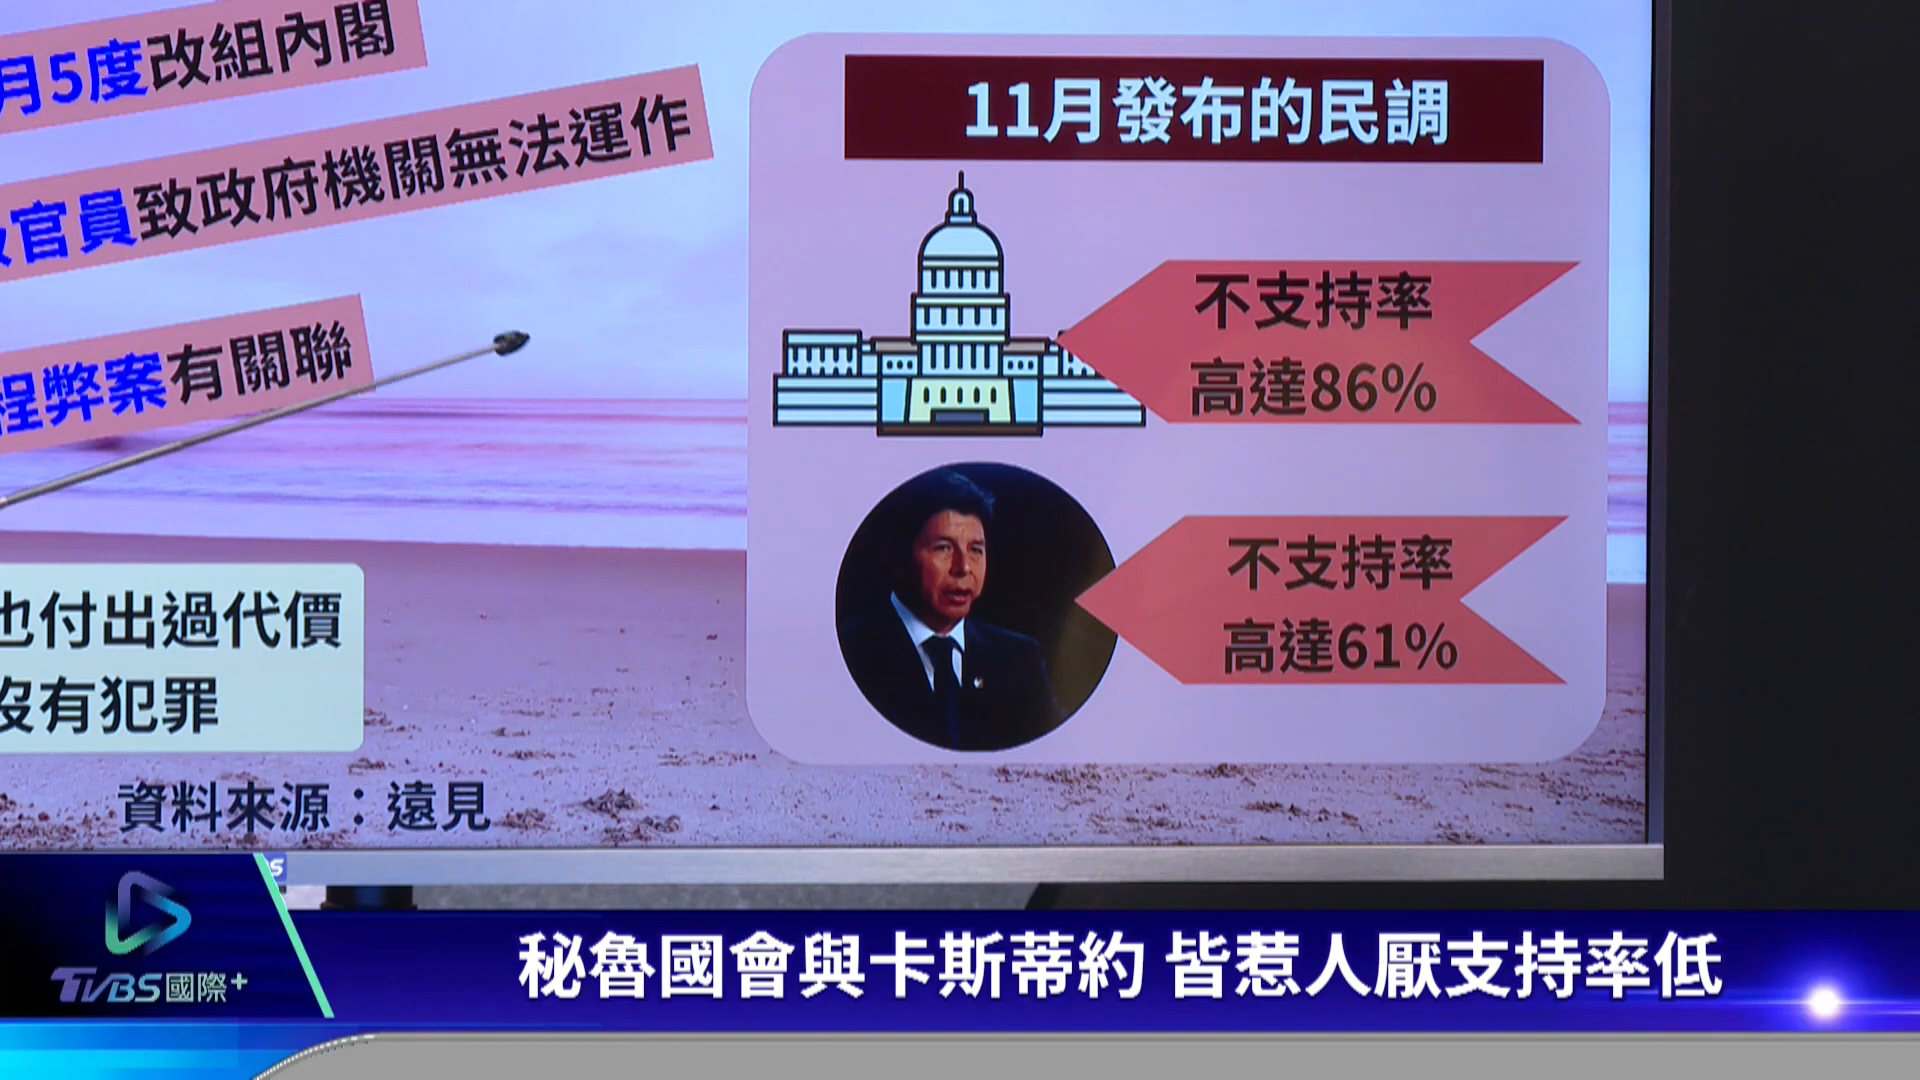 月5度改組內閣
官員致政府機關無法運作
程弊案有關聯
也付出過代價
沒有犯罪
資料來源：遠見
11月發布的民調
不支持率
高達86%
不支持率
高達61%
S
TVBS國際+
秘魯國會與卡斯蒂約 皆惹人厭支持率低